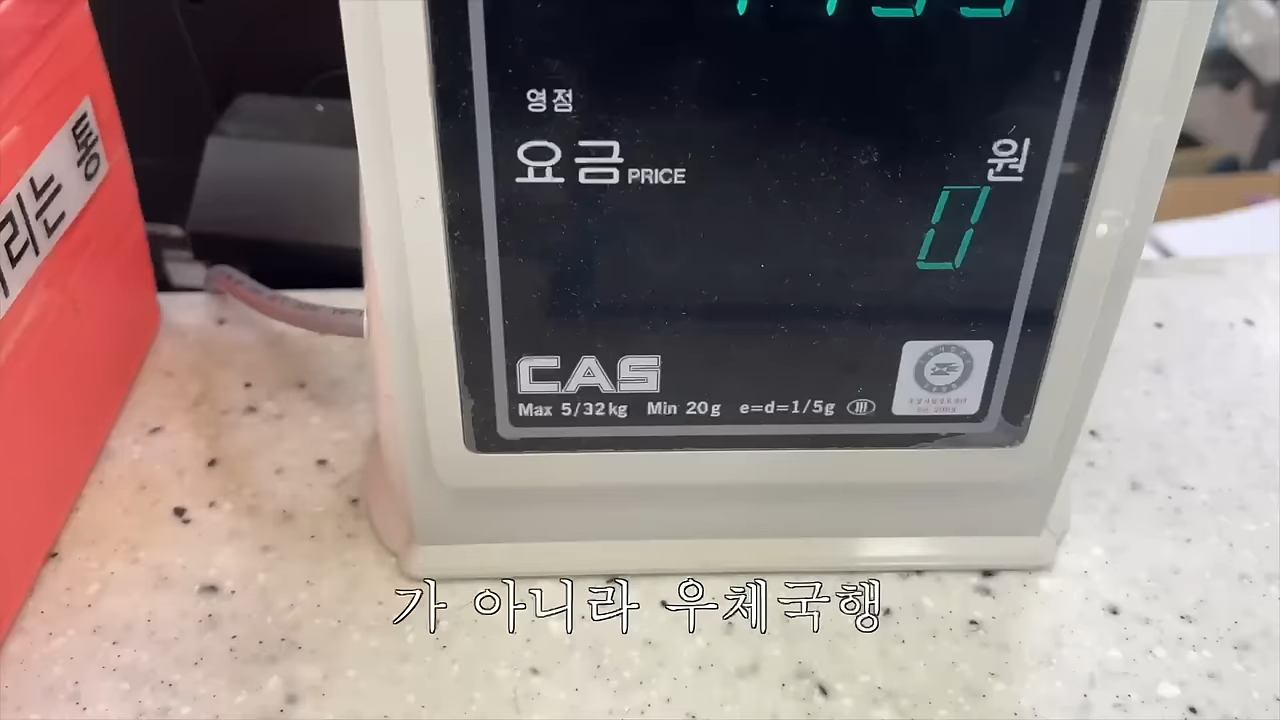 영점
요금 PRICE 원
0
CAS
Max 5/32kg Min 20g e=d=1/5g III
리는 통
가 아니라 우체국행